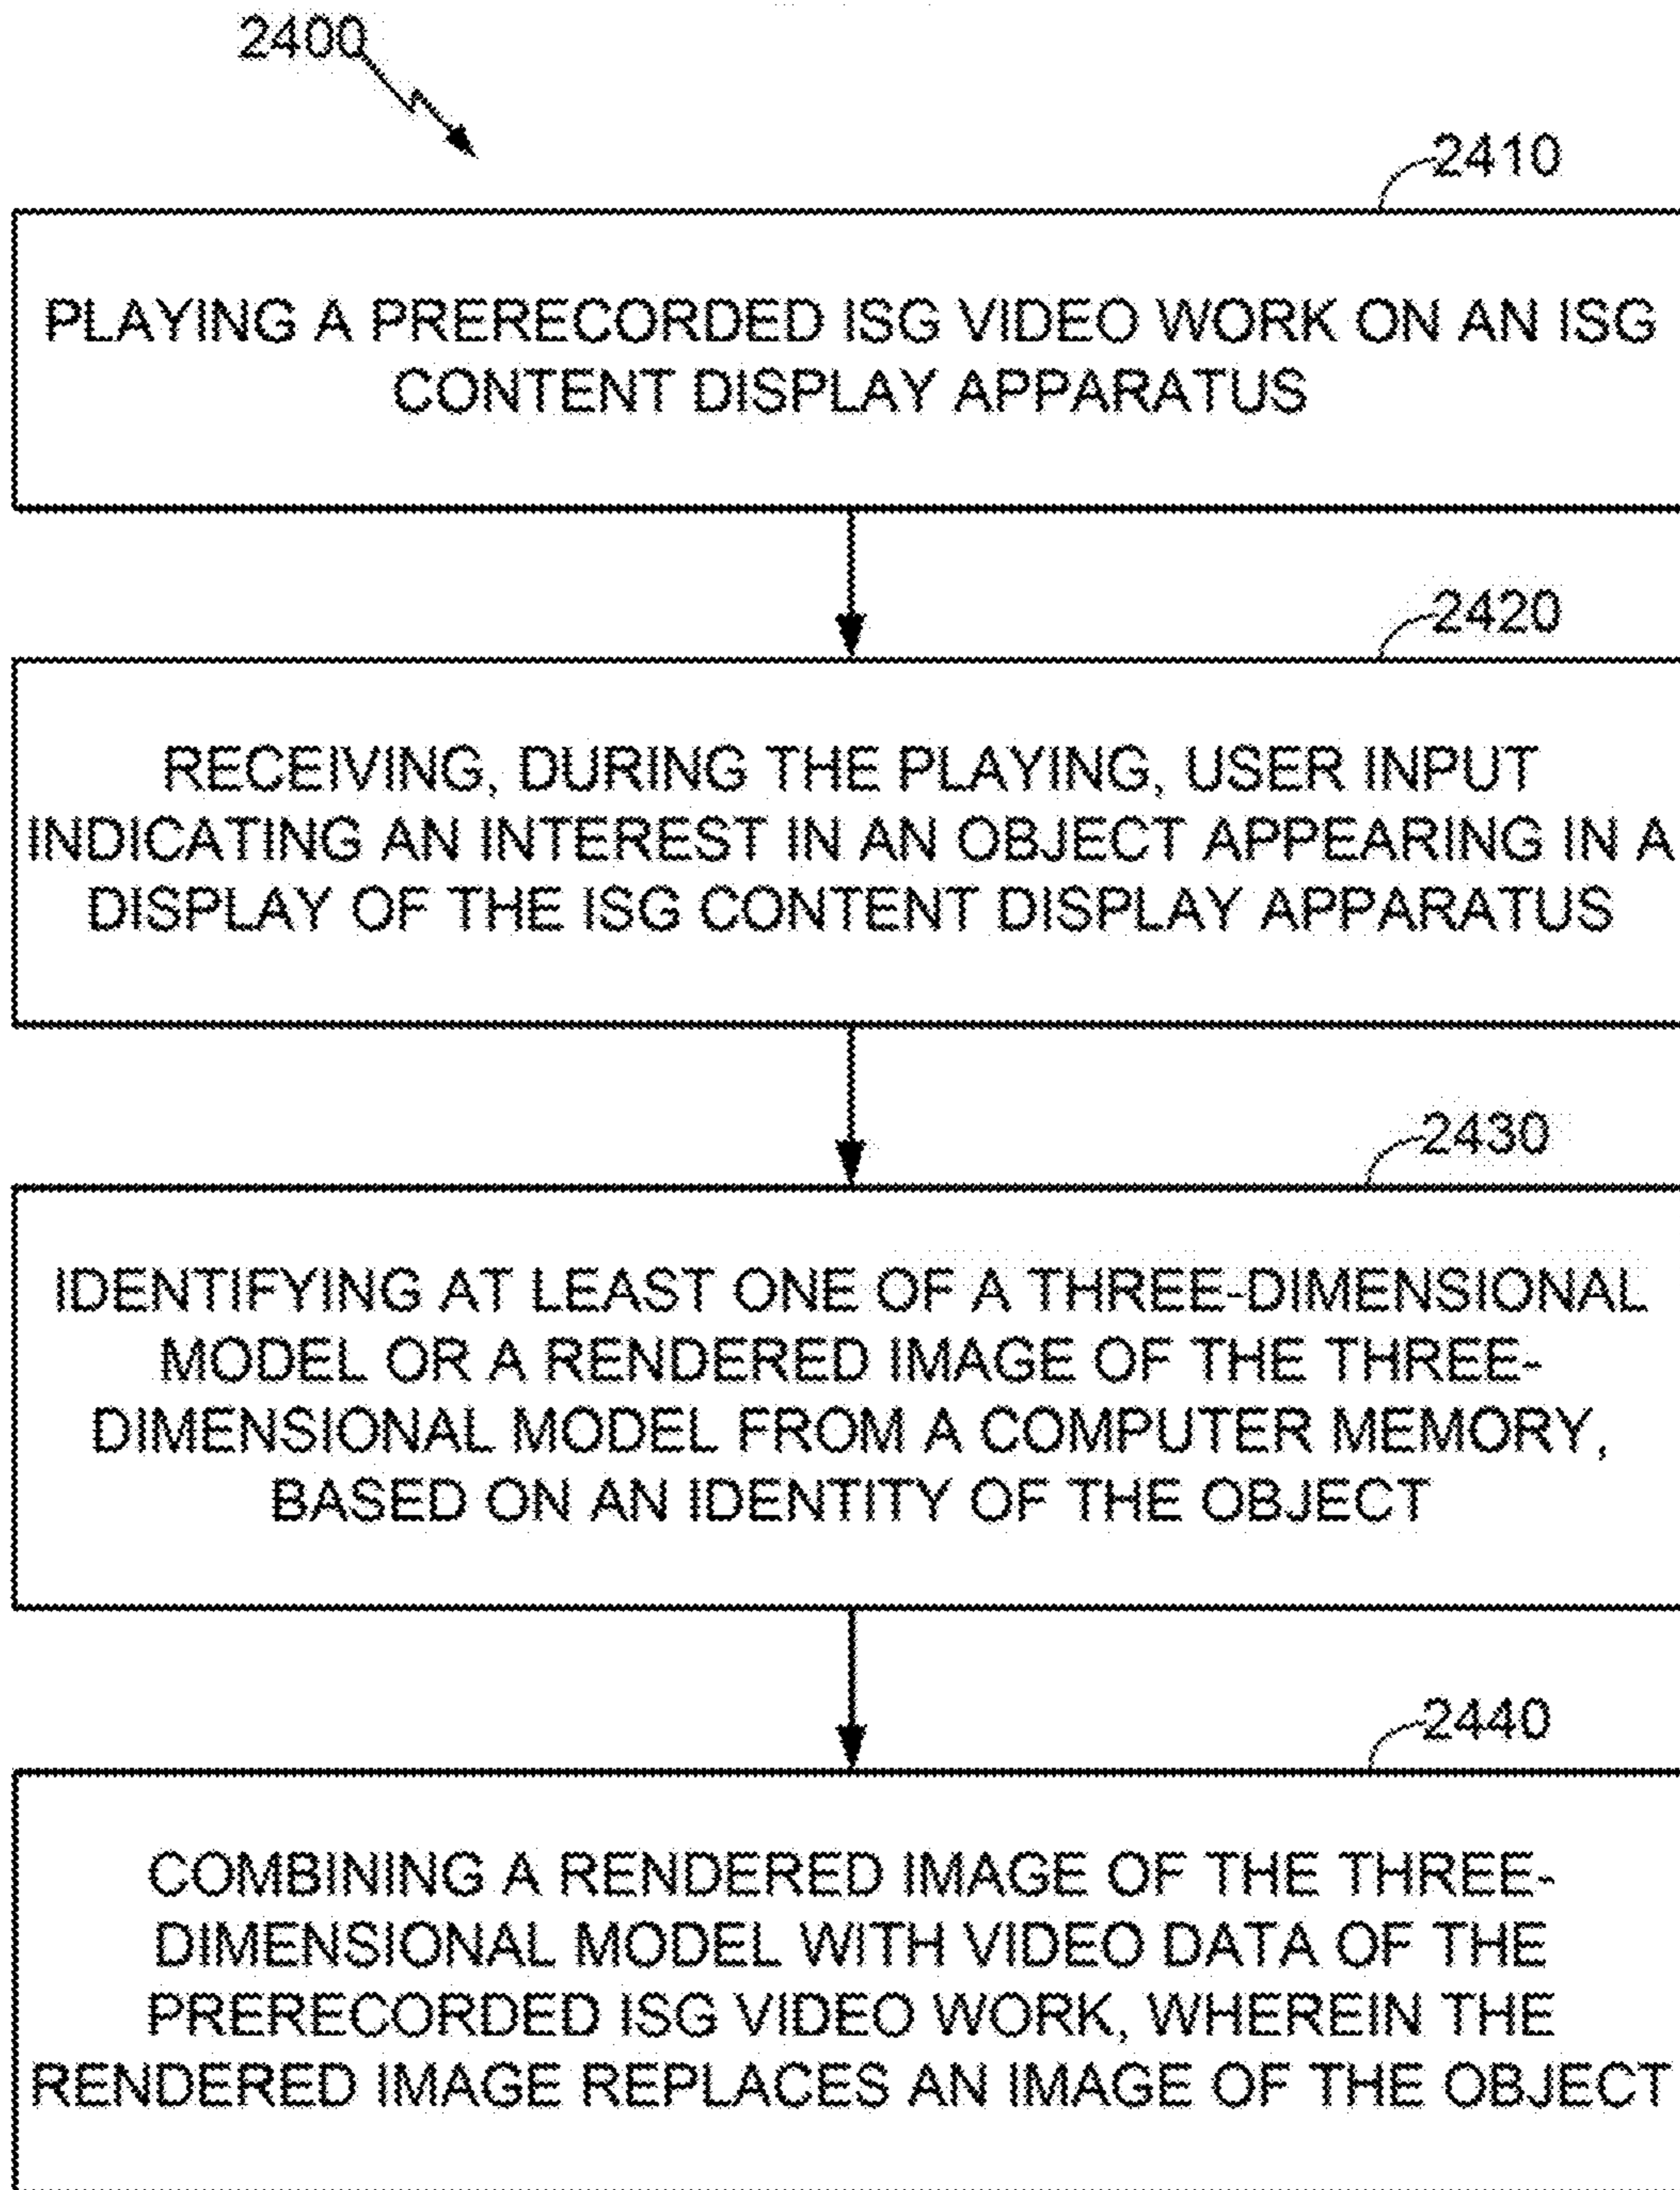 2400
2410
PLAYING A PRERECORDED ISG VIDEO WORK ON AN ISG
CONTENT DISPLAY APPARATUS
2420
RECEIVING, DURING THE PLAYING, USER INPUT
INDICATING AN INTEREST IN AN OBJECT APPEARING IN A
DISPLAY OF THE ISG CONTENT DISPLAY APPARATUS
2430
IDENTIFYING AT LEAST ONE OF A THREE-DIMENSIONAL
MODEL OR A RENDERED IMAGE OF THE THREE-
DIMENSIONAL MODEL FROM A COMPUTER MEMORY,
BASED ON AN IDENTITY OF THE OBJECT
2440
COMBINING A RENDERED IMAGE OF THE THREE-
DIMENSIONAL MODEL WITH VIDEO DATA OF THE
PRERECORDED ISG VIDEO WORK, WHEREIN THE
RENDERED IMAGE REPLACES AN IMAGE OF THE OBJECT